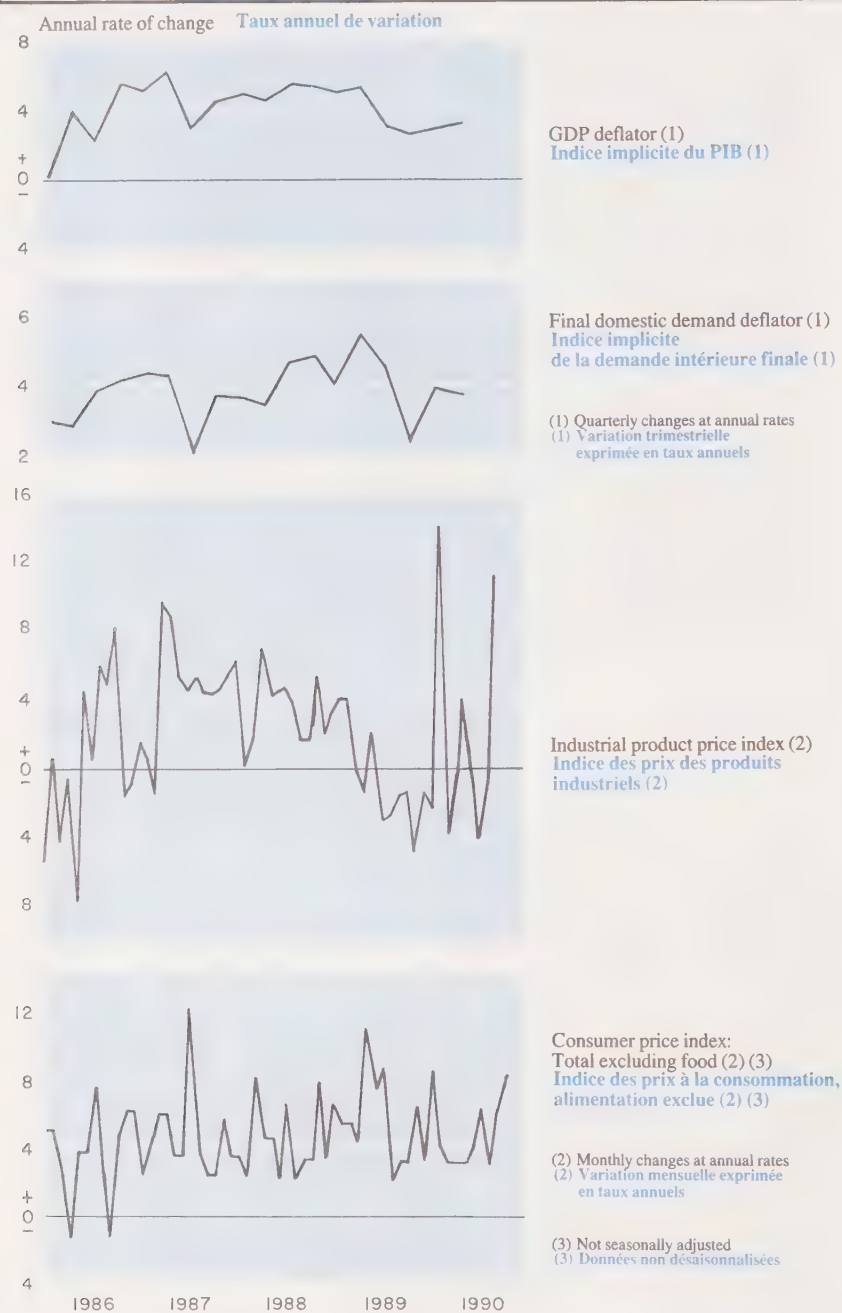 Annual rate of change Taux annuel de variation
8
4
+
0
−
4
GDP deflator (1)
Indice implicite du PIB (1)
6
4
2
Final domestic demand deflator (1)
Indice implicite
de la demande intérieure finale (1)
(1) Quarterly changes at annual rates
(1) Variation trimestrielle
exprimée en taux annuels
16
12
8
4
+
0
−
4
8
Industrial product price index (2)
Indice des prix des produits
industriels (2)
12
8
4
+
0
−
4
Consumer price index:
Total excluding food (2) (3)
Indice des prix à la consommation,
alimentation exclue (2) (3)
(2) Monthly changes at annual rates
(2) Variation mensuelle exprimée
en taux annuels
(3) Not seasonally adjusted
(3) Données non désaisonnalisées
1986 1987 1988 1989 1990